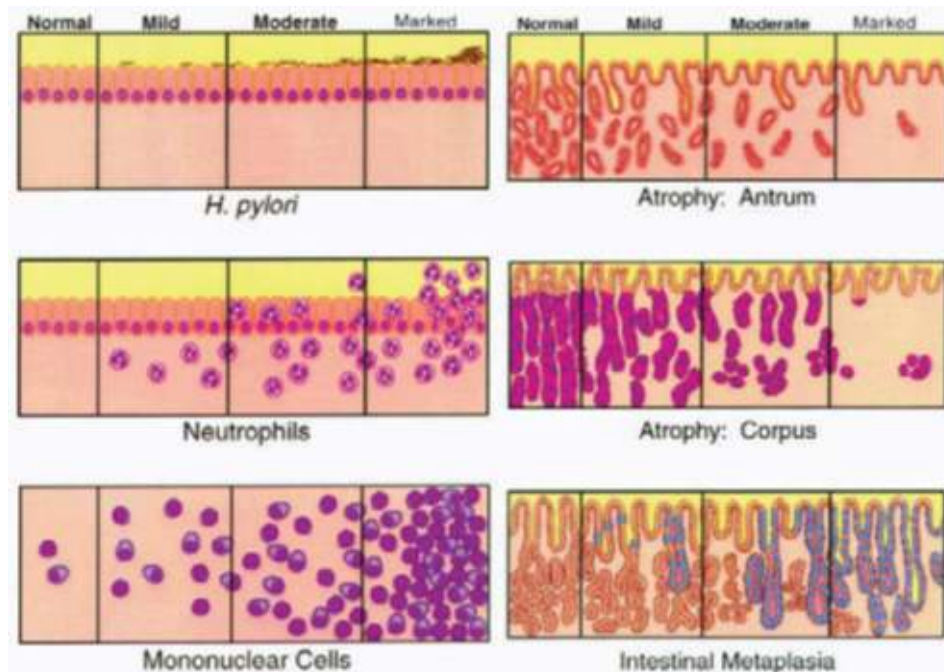 Normal Mild Moderate Marked
H. pylori
Neutrophils
Mononuclear Cells
Normal Mild Moderate Marked
Atrophy: Antrum
Atrophy: Corpus
Intestinal Metaplasia